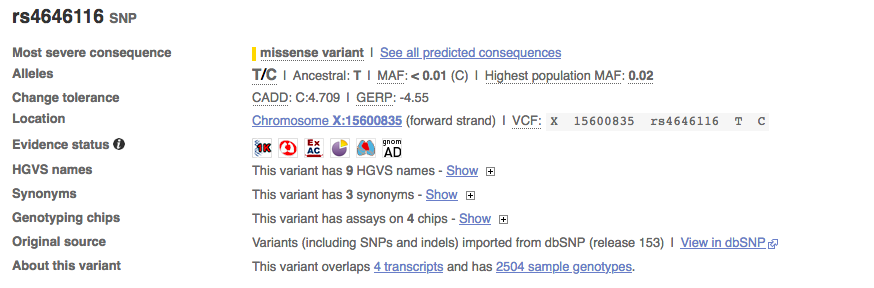 rs4646116 SNP
Most severe consequence missense variant | See all predicted consequences
Alleles T/C | Ancestral: T | MAF: < 0.01 (C) | Highest population MAF: 0.02
Change tolerance CADD: C:4.709 | GERP: -4.55
Location Chromosome X:15600835 (forward strand) | VCF: X 15600835 rs4646116 T C
Evidence status i 1K Ex AC gnom AD
HGVS names This variant has 9 HGVS names - Show +
Synonyms This variant has 3 synonyms - Show +
Genotyping chips This variant has assays on 4 chips - Show +
Original source Variants (including SNPs and indels) imported from dbSNP (release 153) | View in dbSNP
About this variant This variant overlaps 4 transcripts and has 2504 sample genotypes.